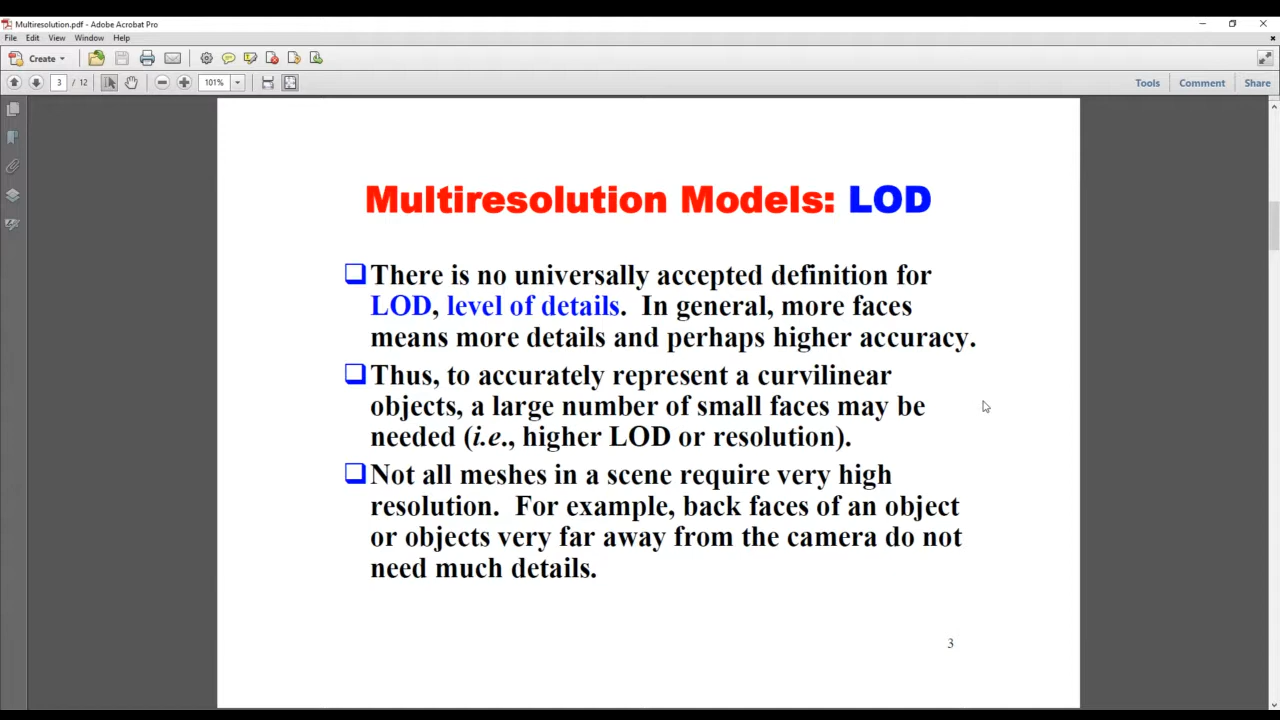 Multiresolution.pdf - Adobe Acrobat Pro
File Edit View Window Help
Create
3 / 12 101% Tools Comment Share
Multiresolution Models: LOD
There is no universally accepted definition for
LOD, level of details. In general, more faces
means more details and perhaps higher accuracy.
Thus, to accurately represent a curvilinear
objects, a large number of small faces may be
needed (i.e., higher LOD or resolution).
Not all meshes in a scene require very high
resolution. For example, back faces of an object
or objects very far away from the camera do not
need much details.
3